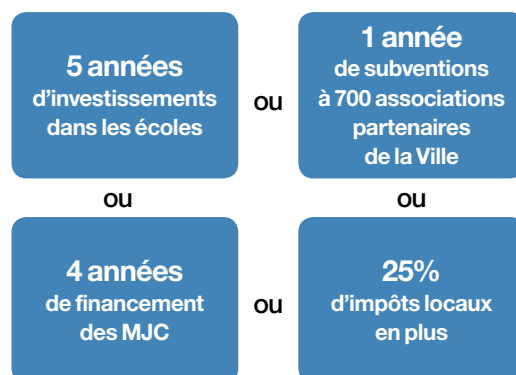 5 années
d'investissements
dans les écoles
ou
1 année
de subventions
à 700 associations
partenaires
de la Ville
ou
ou
4 années
de financement
des MJC
ou
25%
d'impôts locaux
en plus